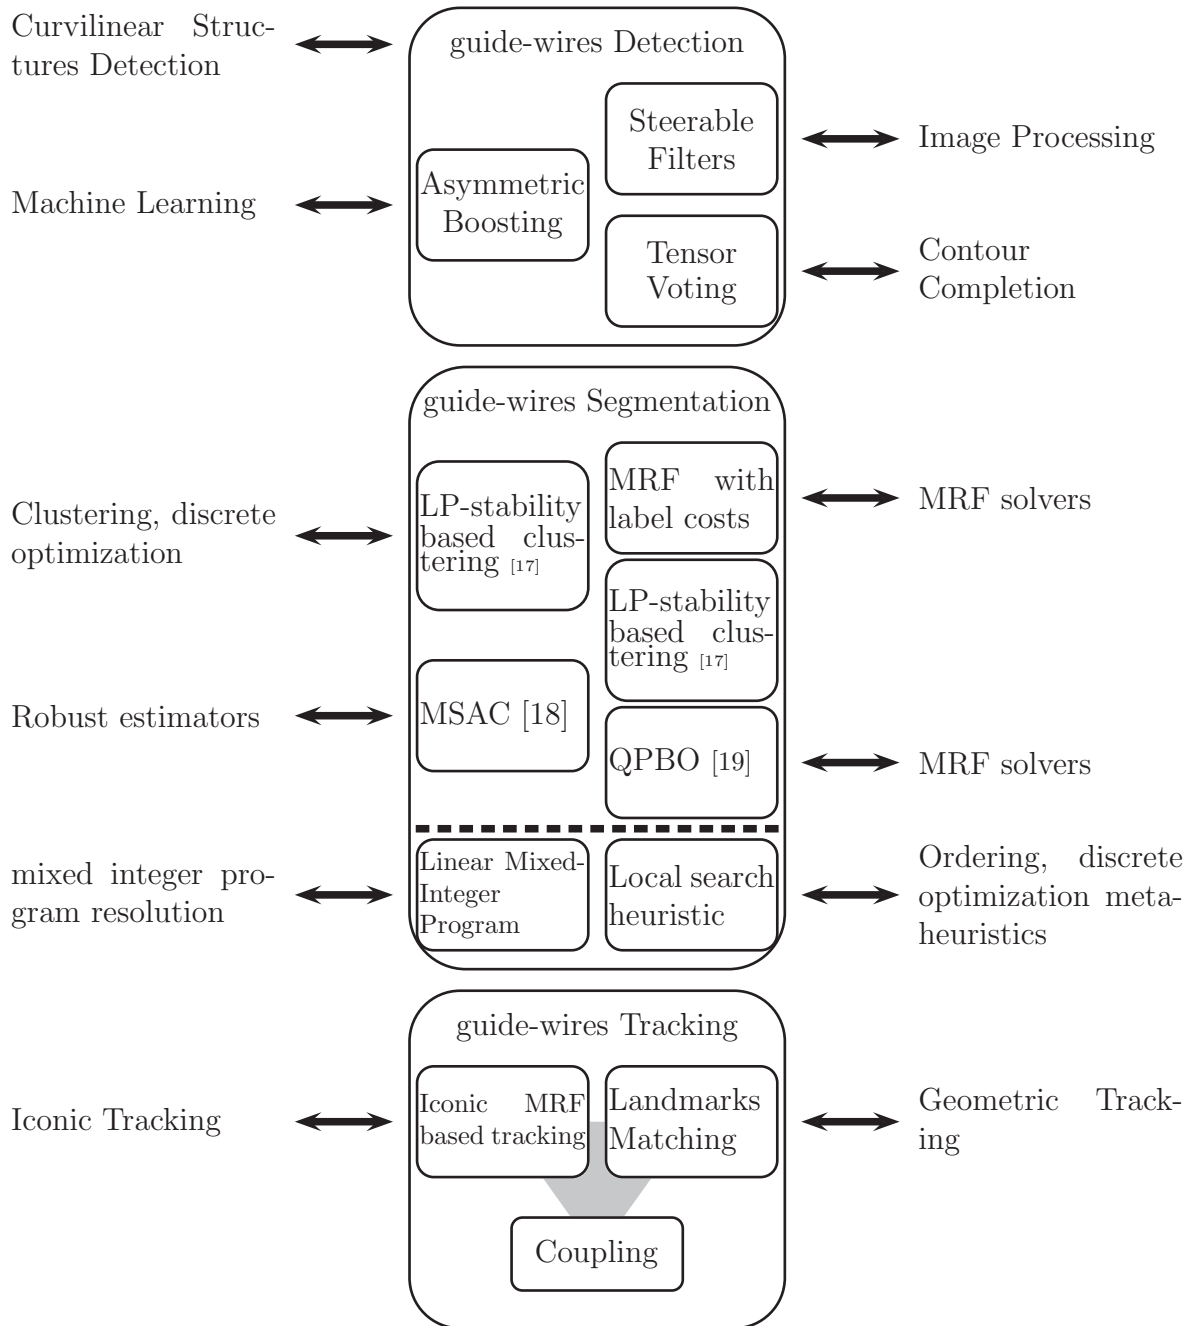 Curvilinear Struc-
tures Detection
guide-wires Detection
Steerable
Filters
Image Processing
Machine Learning
Asymmetric
Boosting
Tensor
Voting
Contour
Completion
guide-wires Segmentation
Clustering, discrete
optimization
LP-stability
based clus-
tering [17]
MRF with
label costs
MRF solvers
LP-stability
based clus-
tering [17]
Robust estimators
MSAC [18]
QPBO [19]
MRF solvers
mixed integer pro-
gram resolution
Linear Mixed-
Integer
Program
Local search
heuristic
Ordering, discrete
optimization meta-
heuristics
guide-wires Tracking
Iconic Tracking
Iconic MRF
based tracking
Landmarks
Matching
Geometric Track-
ing
Coupling